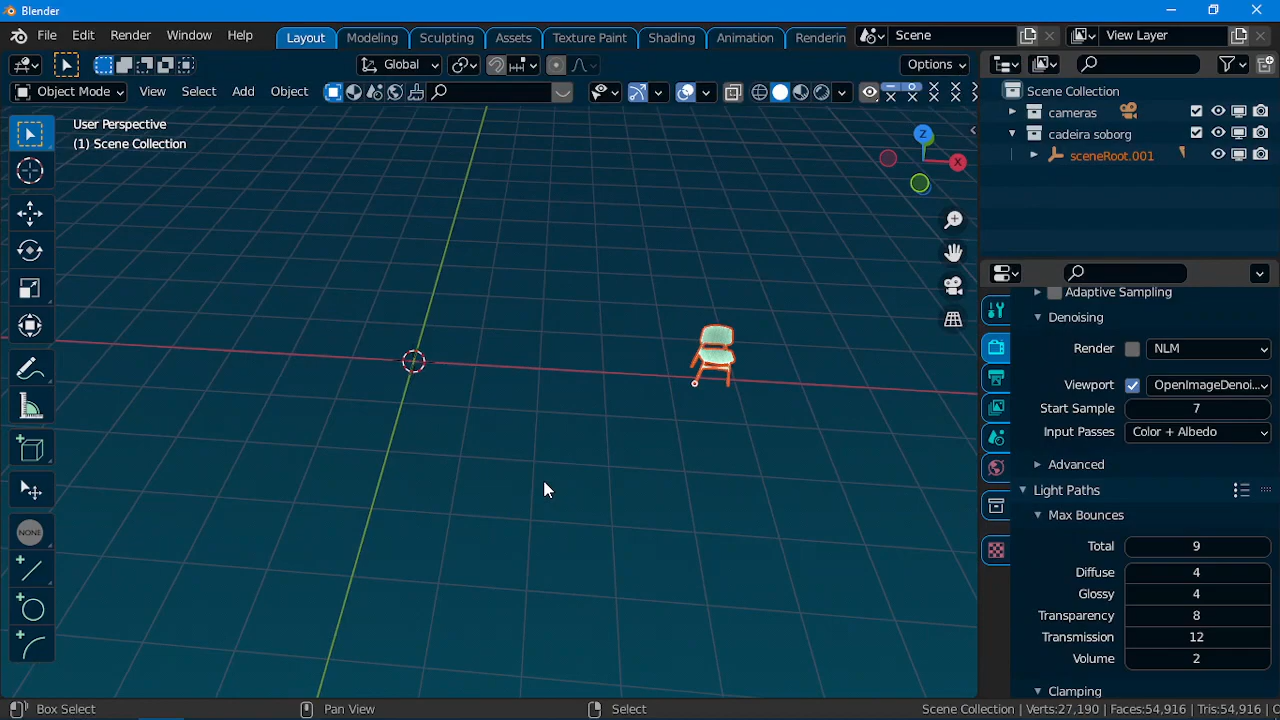 Blender
File Edit Render Window Help
Layout Modeling Sculpting Assets Texture Paint Shading Animation Renderin
Scene
View Layer
Global
Options
Object Mode View Select Add Object
User Perspective
(1) Scene Collection
Z
X
NONE
Scene Collection
cameras
cadeira soborg
sceneRoot.001
Adaptive Sampling
Denoising
Render NLM
Viewport OpenImageDenoi...
Start Sample 7
Input Passes Color + Albedo
Advanced
Light Paths
Max Bounces
Total 9
Diffuse 4
Glossy 4
Transparency 8
Transmission 12
Volume 2
Clamping
Box Select Pan View Select Scene Collection | Verts:27,190 | Faces:54,916 | Tris:54,916 | C